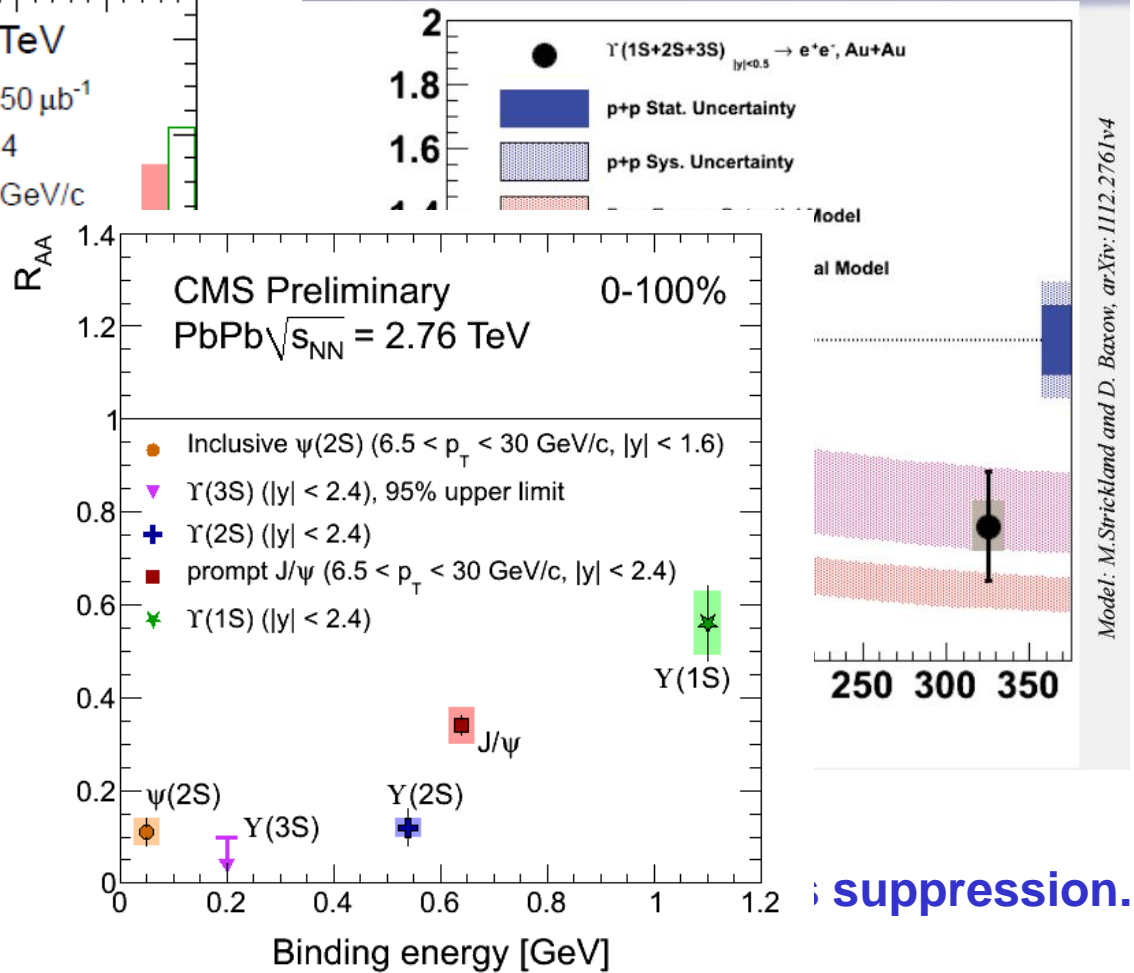 TeV
50 μb⁻¹
4
GeV/c
2
1.8
1.6
ϒ(1S+2S+3S) |y|<0.5 → e⁺e⁻, Au+Au
p+p Stat. Uncertainty
p+p Sys. Uncertainty
Model
al Model
250 300 350
Model: M.Strickland and D. Baxow, arXiv:1112.2761v4
R_AA
1.4
1.2
1
0.8
0.6
0.4
0.2
0
CMS Preliminary 0-100%
PbPb √s_NN = 2.76 TeV
Inclusive ψ(2S) (6.5 < p_T < 30 GeV/c, |y| < 1.6)
ϒ(3S) (|y| < 2.4), 95% upper limit
ϒ(2S) (|y| < 2.4)
prompt J/ψ (6.5 < p_T < 30 GeV/c, |y| < 2.4)
ϒ(1S) (|y| < 2.4)
ϒ(1S)
J/ψ
ψ(2S)
ϒ(2S)
ϒ(3S)
0 0.2 0.4 0.6 0.8 1 1.2
Binding energy [GeV]
s suppression.